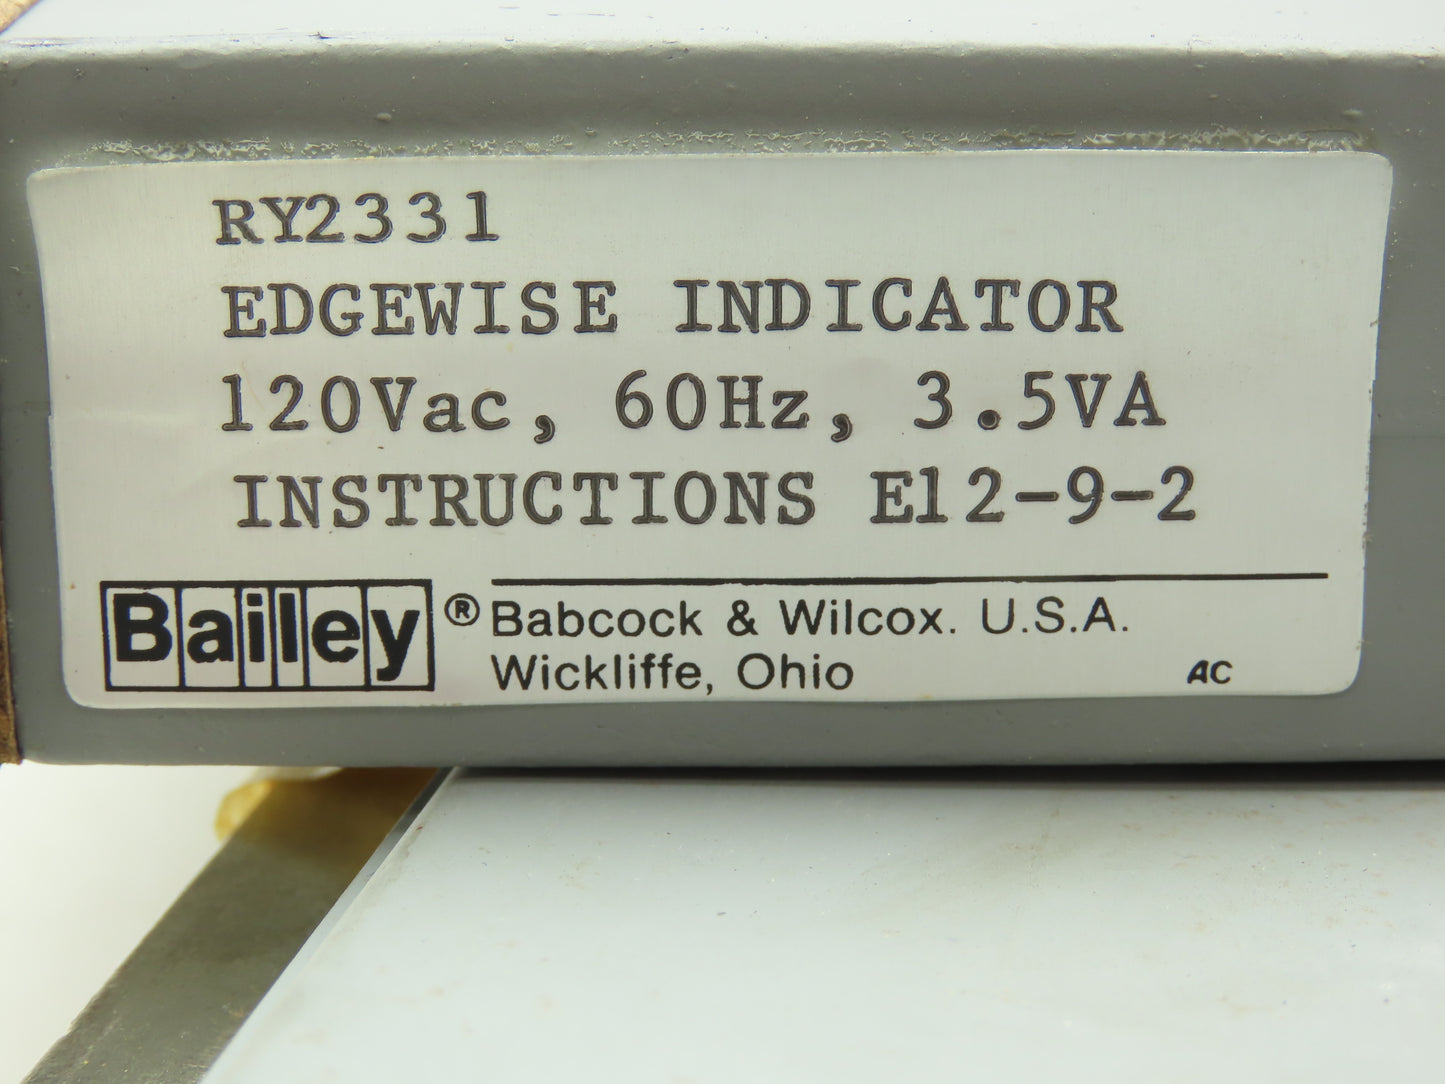 RY2331
EDGEWISE INDICATOR
120Vac, 60Hz, 3.5VA
INSTRUCTIONS E12-9-2
Bailey® Babcock & Wilcox. U.S.A.
Wickliffe, Ohio AC